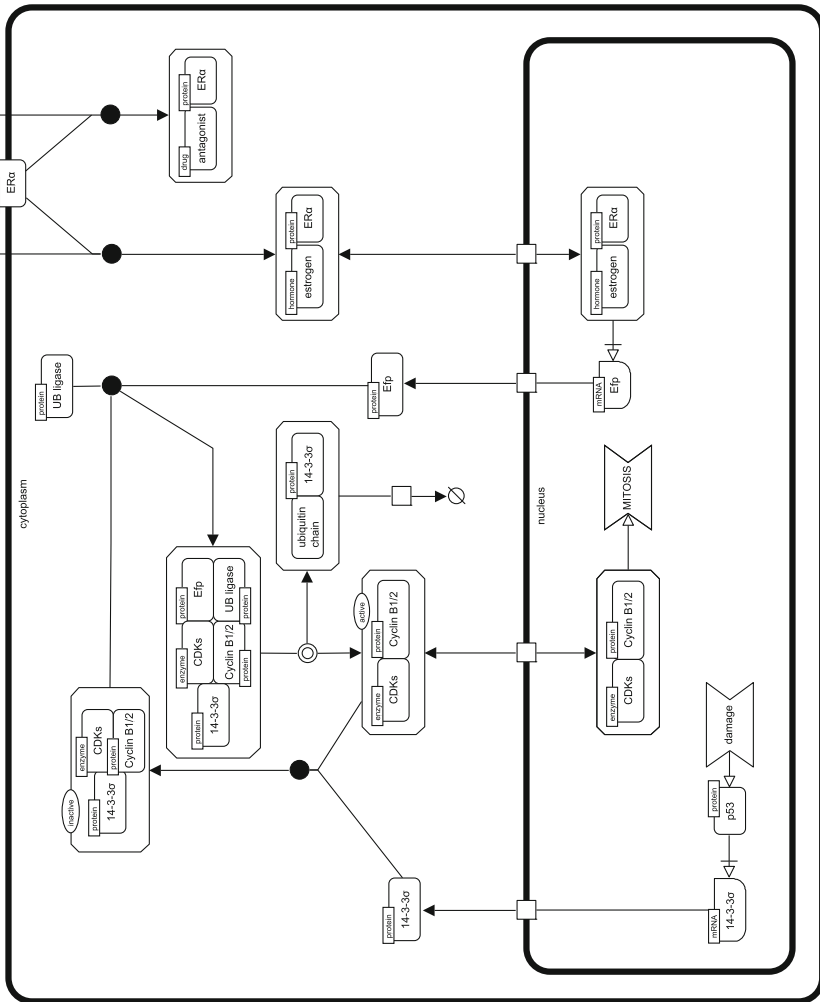 cytoplasm
inactive
protein
14-3-3σ
enzyme
CDKs
protein
Cyclin B1/2
protein
UB ligase
ERα
protein
14-3-3σ
enzyme
CDKs
protein
Cyclin B1/2
protein
Efp
UB ligase
protein
drug
antagonist
protein
ERα
ubiquitin
chain
protein
14-3-3σ
hormone
estrogen
protein
ERα
protein
14-3-3σ
active
enzyme
CDKs
protein
Cyclin B1/2
protein
Efp
nucleus
enzyme
CDKs
protein
Cyclin B1/2
MITOSIS
mRNA
Efp
hormone
estrogen
protein
ERα
mRNA
14-3-3σ
protein
p53
damage